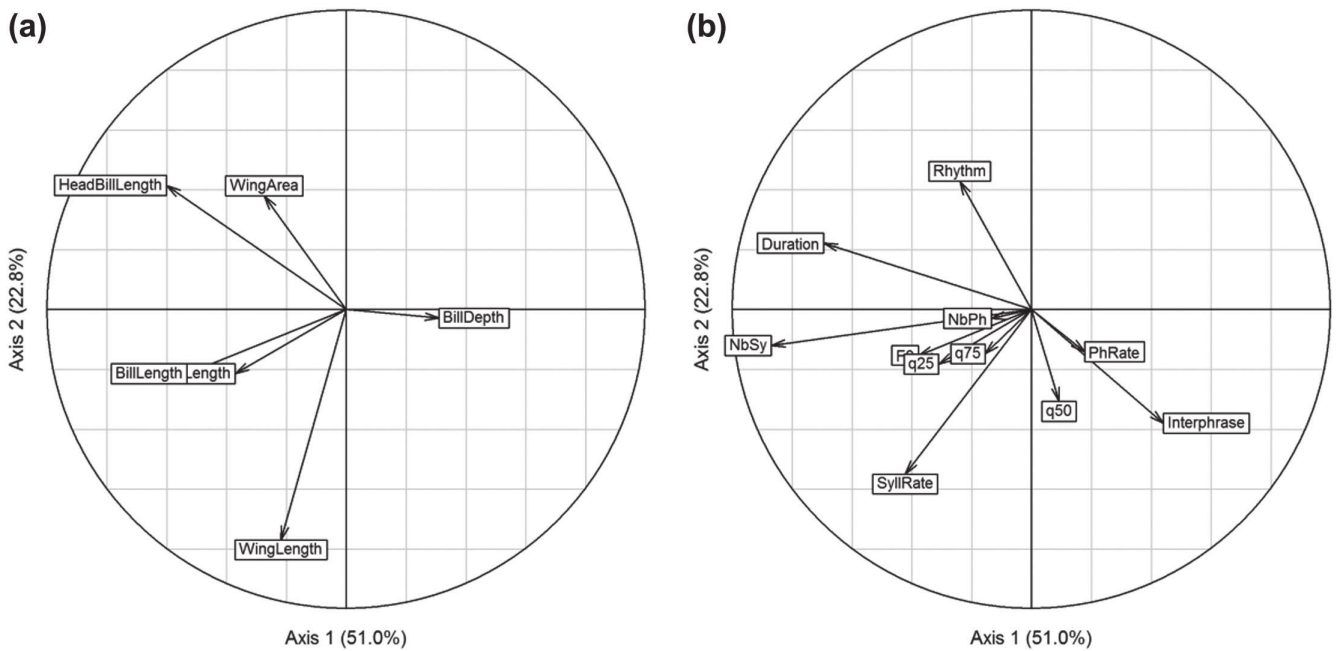 (a)
HeadBillLength
WingArea
BillDepth
BillLength
Length
WingLength
Axis 2 (22.8%)
Axis 1 (51.0%)
(b)
Rhythm
Duration
NbPh
NbSy
q75
q25
PhRate
q50
Interphrase
SyllRate
Axis 2 (22.8%)
Axis 1 (51.0%)